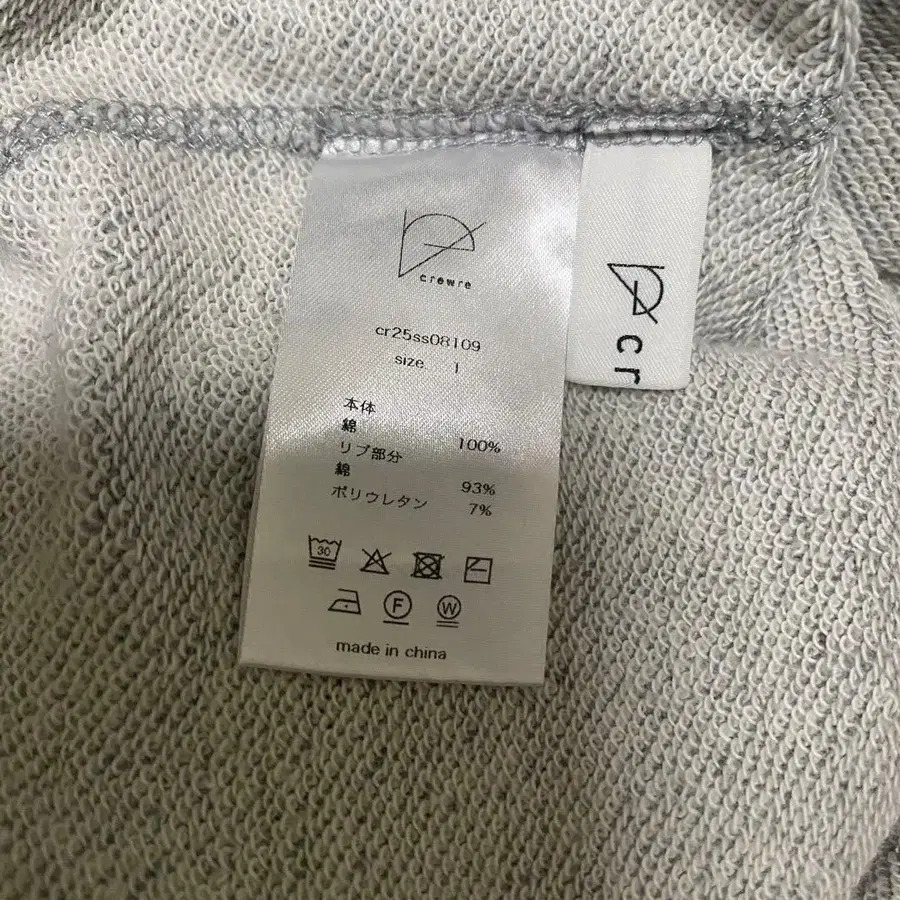 crewre
cr25ss08109
size 1
本体
綿 100%
リブ部分
綿 93%
ポリウレタン 7%
30
F
W
made in china
cr